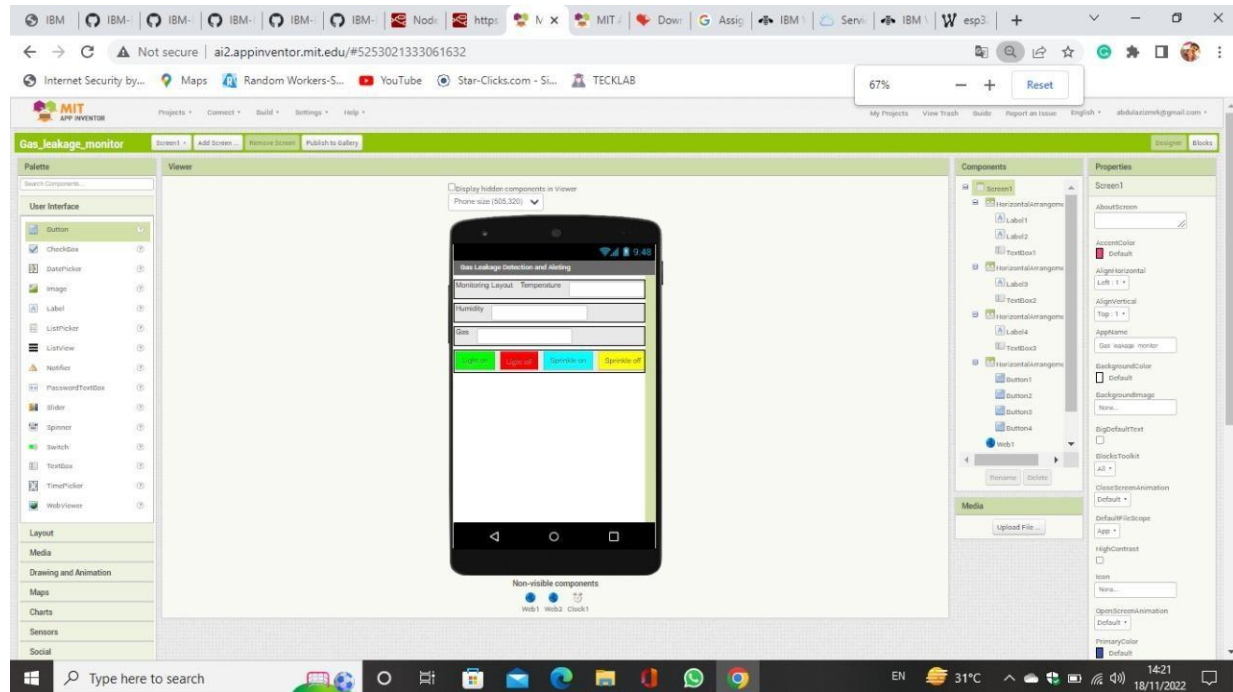 IBM IBM- IBM- IBM- IBM- IBM- Node https N MIT Dow Assig IBM Servi IBM esp3.
Not secure | ai2.appinventor.mit.edu/#5253021333061632
Internet Security by... Maps Random Workers-S... YouTube Star-Clicks.com - Si... TECKLAB
67% − + Reset
MIT
APP INVENTOR
Projects Connect Build Settings Help My Projects View Trash Guide Report an Issue English abdulazizmrk@gmail.com
Gas_leakage_monitor Screen1 Add Screen ... Remove Screen Publish to Gallery Designer Blocks
Palette Viewer Components Properties
Search Components...
User Interface
Button
CheckBox
DatePicker
Image
Label
ListPicker
ListView
Notifier
PasswordTextBox
Slider
Spinner
Switch
TextBox
TimePicker
WebViewer
Layout
Media
Drawing and Animation
Maps
Charts
Sensors
Social
Display hidden components in Viewer
Phone size (505,320)
9:48
Gas Leakage Detection and Aleting
Monitoring Layout Temperature
Humidity
Gas
Light on Light off Sprinkle on Sprinkle off
Non-visible components
Web1 Web2 Clock1
Screen1
HorizontalArrangeme
Label1
Label2
TextBox1
HorizontalArrangeme
Label3
TextBox2
HorizontalArrangeme
Label4
TextBox3
HorizontalArrangeme
Button1
Button2
Button3
Button4
Web1
Rename Delete
Media
Upload File ...
Screen1
AboutScreen
AccentColor
Default
AlignHorizontal
Left : 1
AlignVertical
Top : 1
AppName
Gas leakage monitor
BackgroundColor
Default
BackgroundImage
None...
BigDefaultText
BlocksToolkit
All
CloseScreenAnimation
Default
DefaultFileScope
App
HighContrast
Icon
None...
OpenScreenAnimation
Default
PrimaryColor
Default
Type here to search EN 31°C 14:21
18/11/2022